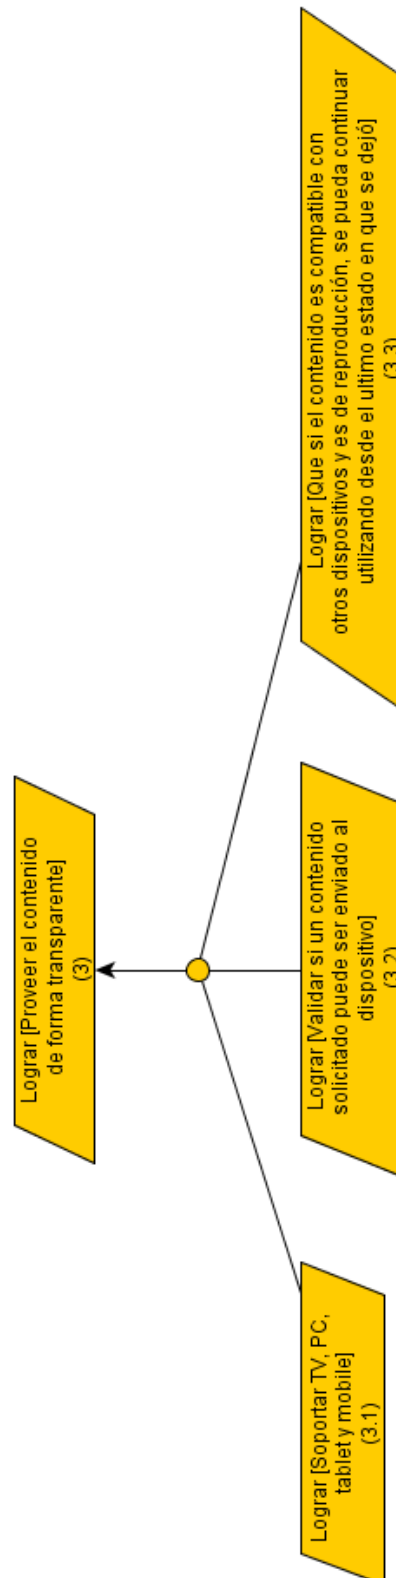 Lograr [Proveer el contenido
de forma transparente]
(3)
Lograr [Soportar TV, PC,
tablet y mobile]
(3.1)
Lograr [Validar si un contenido
solicitado puede ser enviado al
dispositivo]
(3.2)
Lograr [Que si el contenido es compatible con
otros dispositivos y es de reproducción, se pueda continuar
utilizando desde el ultimo estado en que se dejó]
(3.3)